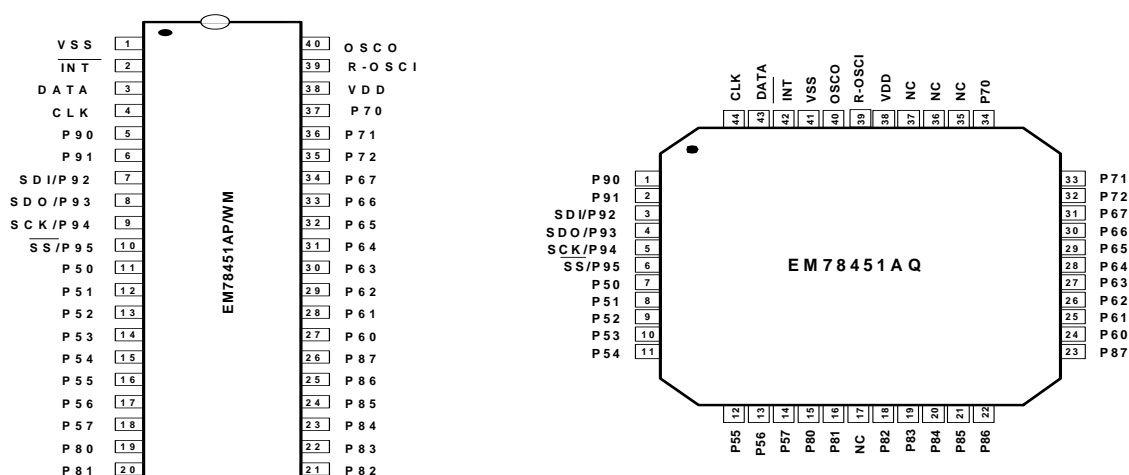 VSS 1 40 OSCO
INT 2 39 R-OSCI
DATA 3 38 VDD
CLK 4 37 P70
P90 5 36 P71
P91 6 35 P72
SDI/P92 7 34 P67
SDO/P93 8 33 P66
SCK/P94 9 32 P65
SS/P95 10 31 P64
P50 11 30 P63
P51 12 29 P62
P52 13 28 P61
P53 14 27 P60
P54 15 26 P87
P55 16 25 P86
P56 17 24 P85
P57 18 23 P84
P80 19 22 P83
P81 20 21 P82
EM78451AP/WM
CLK DATA INT VSS OSCO R-OSCI VDD NC NC NC P70
44 43 42 41 40 39 38 37 36 35 34
P90 1 33 P71
P91 2 32 P72
SDI/P92 3 31 P67
SDO/P93 4 30 P66
SCK/P94 5 29 P65
SS/P95 6 28 P64
P50 7 27 P63
P51 8 26 P62
P52 9 25 P61
P53 10 24 P60
P54 11 23 P87
EM78451AQ
12 13 14 15 16 17 18 19 20 21 22
P55 P56 P57 P80 P81 NC P82 P83 P84 P85 P86